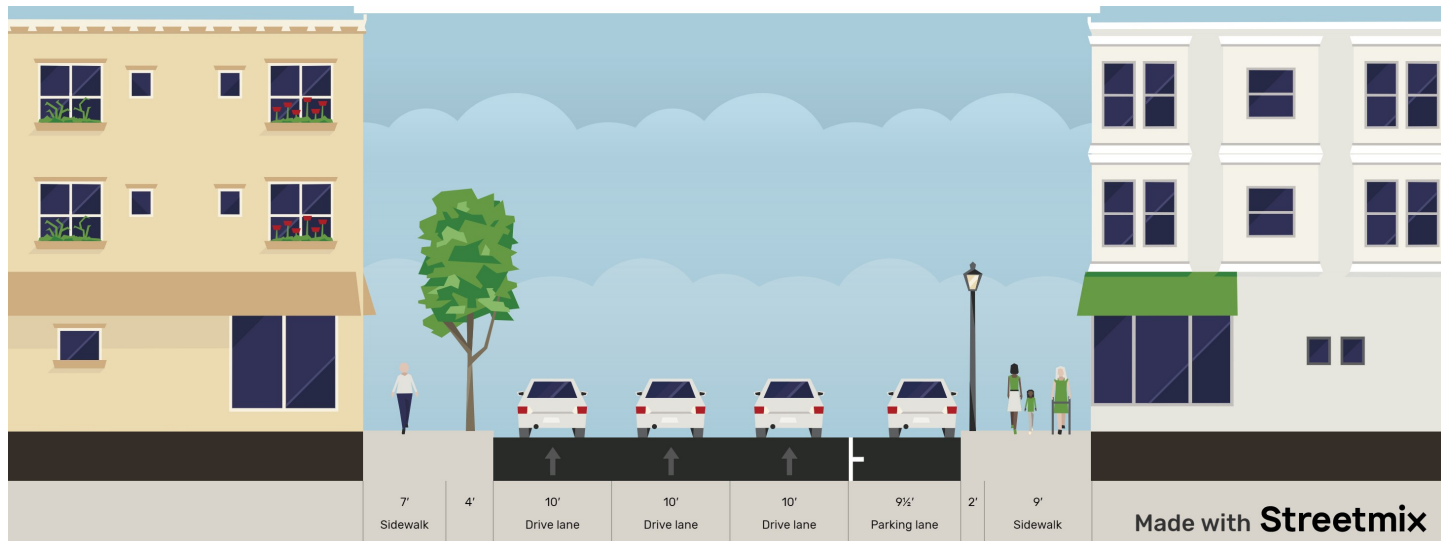 7′
Sidewalk
4′
10′
Drive lane
10′
Drive lane
10′
Drive lane
9½′
Parking lane
2′
9′
Sidewalk
Made with Streetmix